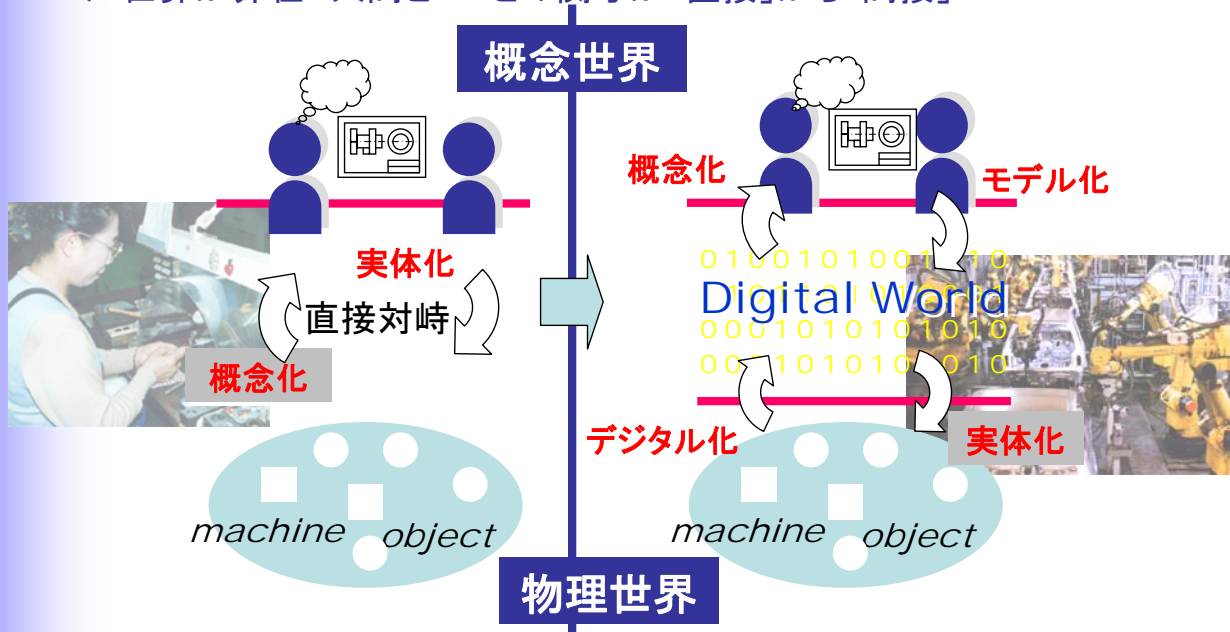 概念世界
概念化
モデル化
実体化
直接対峙
概念化
Digital World
0001010101010
デジタル化
実体化
machine object
machine object
物理世界